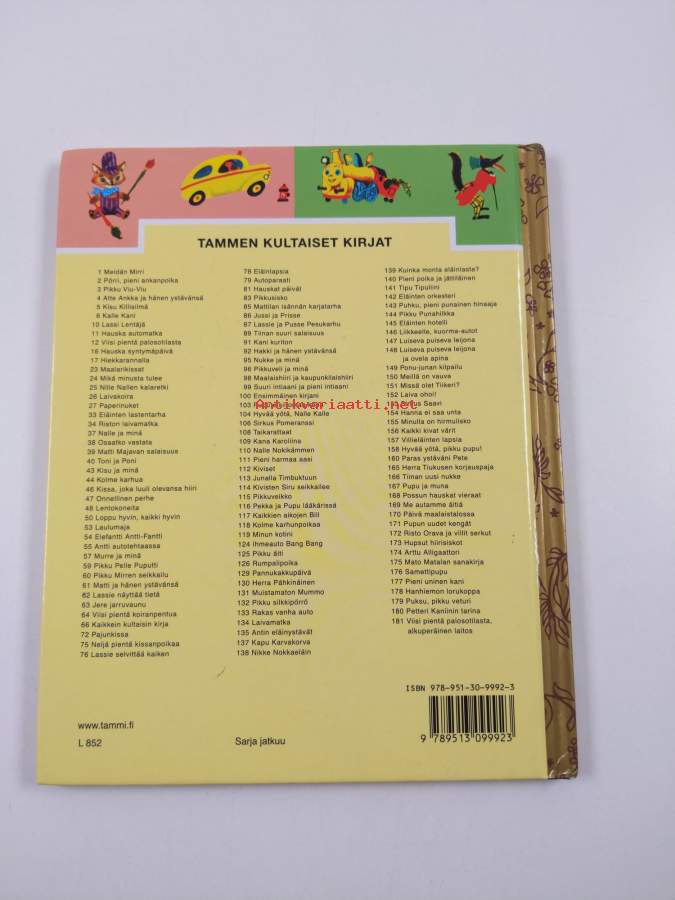 TAMMEN KULTAISET KIRJAT
1 Meidän Mirri
2 Pörri, pieni ankanpoika
3 Pikku Viu-Viu
4 Atte Ankka ja hänen ystävänsä
5 Kisu Kiliseimä
8 Kalle Kani
10 Lassi Lentäjä
11 Hauska automatka
12 Viisi pientä palosotilasta
16 Hauska syntymäpäivä
17 Hiekkarannalla
23 Maalarikissat
24 Mikä minusta tulee
25 Nille Nallen kalaretki
26 Laivakoira
27 Paperinuket
33 Eläinten lastentarha
34 Riston laivamatka
37 Nalle ja minä
38 Osaatko vastata
39 Matti Majavan salaisuus
40 Toni ja Poni
43 Kisu ja minä
44 Kolme karhua
46 Kissa, joka luuli olevansa hiiri
47 Onnellinen perhe
48 Lentokoneita
50 Loppu hyvin, kaikki hyvin
53 Laulumaja
54 Elefantti Antti-Fantti
55 Antti autotehtaassa
57 Murre ja minä
59 Pikku Pelle Puputti
60 Pikku Mirren seikkailu
61 Matti ja hänen ystävänsä
62 Lassie näyttää tietä
63 Jere jarruvaunu
64 Viisi pientä koiranpentua
66 Kaikkein kultaisin kirja
72 Pajunkissa
75 Neljä pientä kissanpoikaa
76 Lassie selvittää kaiken
78 Eläinlapsia
79 Autoparaati
81 Hauskat päivät
83 Pikkusisko
85 Mattilan isännän karjatarha
86 Jussi ja Prisse
87 Lassie ja Pusse Pesukarhu
89 Tiinan suuri salaisuus
91 Kani kuriton
92 Hakki ja hänen ystävänsä
95 Nukke ja minä
96 Pikkuveli ja minä
98 Maalaishiiri ja kaupunkilaishiiri
99 Suuri intiaani ja pieni intiaani
100 Ensimmäinen kirjani
104 Hyvää yötä, Nalle Kalle
106 Sirkus Pomeranssi
108 Taikarattaat
109 Kana Karoliina
110 Nalle Nokikämmen
111 Pieni harmaa aasi
112 Kiviset
113 Junalla Timbuktuun
114 Kivisten Siru seikkailee
115 Pikkuveikko
116 Pekka ja Pupu lääkärissä
117 Kaikkien aikojen Bill
118 Kolme karhunpoikaa
119 Minun kotini
124 Ihmeauto Bang Bang
125 Pikku äiti
126 Rumpalipoika
129 Pannukakkupäivä
130 Herra Pähkinäinen
131 Muistamaton Mummo
132 Pikku silkkipörrö
133 Rakas vanha auto
134 Laivamatka
135 Antin eläinystävät
137 Kapu Karvakorva
138 Nikke Nokkaeläin
139 Kuinka monta eläinlasta?
140 Pieni poika ja jättiläinen
141 Tipu Tipuliini
142 Eläinten orkesteri
143 Puhku, pieni punainen hinaaja
144 Pikku Punahilkka
145 Eläinten hotelli
146 Liikkeelle, kuorma-autot
147 Luiseva puiseva leijona
148 Luiseva puiseva leijona
ja ovela apina
149 Ponu-junan kilpailu
150 Meillä on vauva
151 Missä olet Tiikeri?
152 Laiva ohoi!
Saavi
154 Hanna ei saa unta
155 Minulla on hirmulisko
156 Kaikki kivat värit
157 Villieläinten lapsia
158 Hyvää yötä, pikku pupu!
160 Paras ystäväni Pete
165 Herra Tiukusen korjauspaja
166 Tiinan uusi nukke
167 Pupu ja muna
168 Possun hauskat vieraat
169 Me autamme äitiä
170 Päivä maalaistalossa
171 Pupun uudet kengät
172 Risto Orava ja villit serkut
173 Hupsut hiirisiskot
174 Arttu Alligaattori
175 Mato Matalan sanakirja
176 Samettipupu
177 Pieni uninen kani
178 Hanhiemon lorukoppa
179 Puksu, pikku veturi
180 Petteri Kaniinin tarina
181 Viisi pientä palosotilasta,
alkuperäinen laitos
Antikvariaatti.net
ISBN 978-951-30-9992-3
9 789513 099923
www.tammi.fi
L 852
Sarja jatkuu